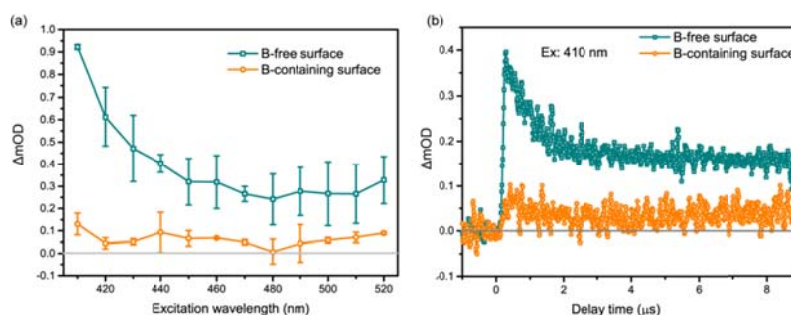 (a)
B-free surface
B-containing surface
ΔmOD
1.0
0.9
0.8
0.7
0.6
0.5
0.4
0.3
0.2
0.1
0.0
-0.1
420
440
460
480
500
520
Excitation wavelength (nm)
(b)
Ex: 410 nm
B-free surface
B-containing surface
ΔmOD
0.4
0.3
0.2
0.1
0.0
-0.1
0
2
4
6
8
Delay time (μs)